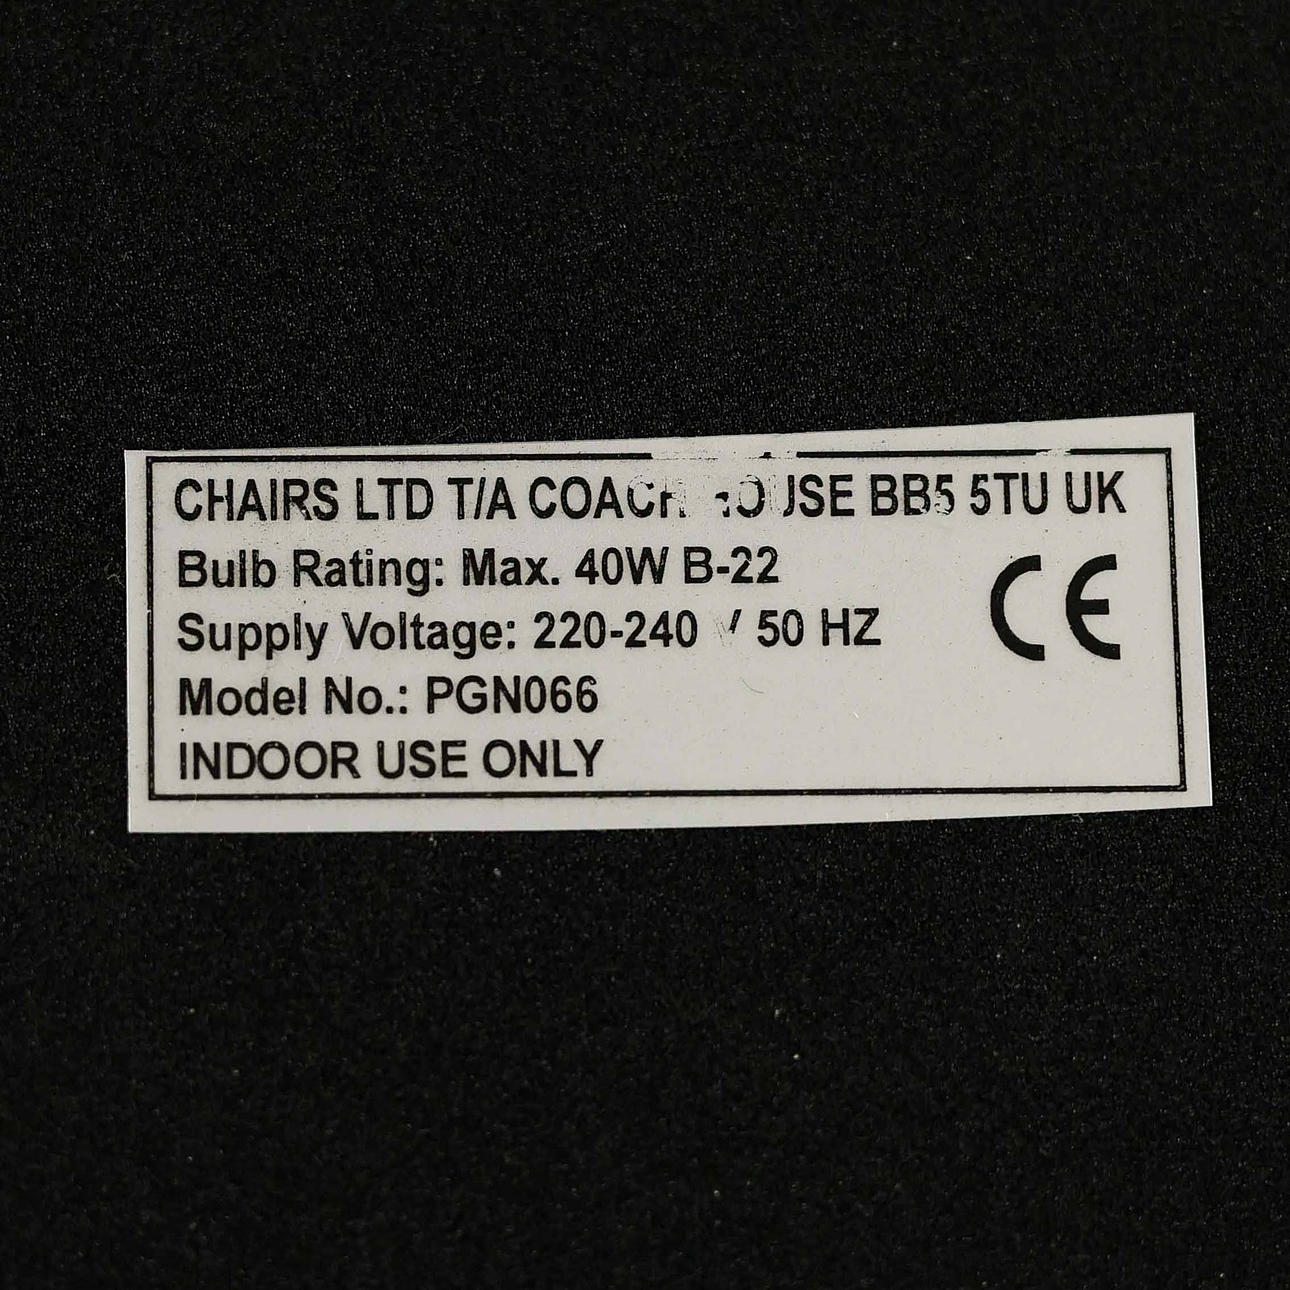 CHAIRS LTD T/A COACH HOUSE BB5 5TU UK
Bulb Rating: Max. 40W B-22
Supply Voltage: 220-240 V 50 HZ
Model No.: PGN066
INDOOR USE ONLY
CE